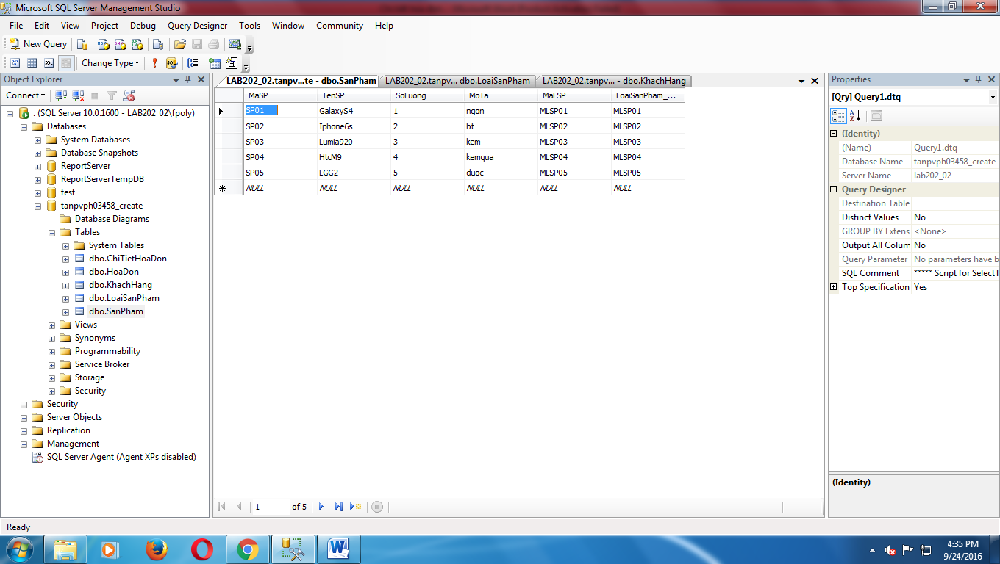 Microsoft SQL Server Management Studio
File Edit View Project Debug Query Designer Tools Window Community Help
New Query
Change Type
Object Explorer
Connect
. (SQL Server 10.0.1600 - LAB202_02\fpoly)
Databases
System Databases
Database Snapshots
ReportServer
ReportServerTempDB
test
tanpvph03458_create
Database Diagrams
Tables
System Tables
dbo.ChiTietHoaDon
dbo.HoaDon
dbo.KhachHang
dbo.LoaiSanPham
dbo.SanPham
Views
Synonyms
Programmability
Service Broker
Storage
Security
Security
Server Objects
Replication
Management
SQL Server Agent (Agent XPs disabled)
LAB202_02.tanpv...te - dbo.SanPham LAB202_02.tanpv... dbo.LoaiSanPham LAB202_02.tanpv... - dbo.KhachHang
MaSP TenSP SoLuong MoTa MaLSP LoaiSanPham_...
SP01 GalaxyS4 1 ngon MLSP01 MLSP01
SP02 Iphone6s 2 bt MLSP02 MLSP02
SP03 Lumia920 3 kem MLSP03 MLSP03
SP04 HtcM9 4 kemqua MLSP04 MLSP04
SP05 LGG2 5 duoc MLSP05 MLSP05
NULL NULL NULL NULL NULL NULL
1 of 5
Properties
[Qry] Query1.dtq
(Identity)
(Name) Query1.dtq
Database Name tanpvph03458_create
Server Name lab202_02
Query Designer
Destination Table
Distinct Values No
GROUP BY Extens <None>
Output All Colum No
Query Parameter No parameters have b
SQL Comment ***** Script for SelectT
Top Specification Yes
(Identity)
Ready
4:35 PM
9/24/2016